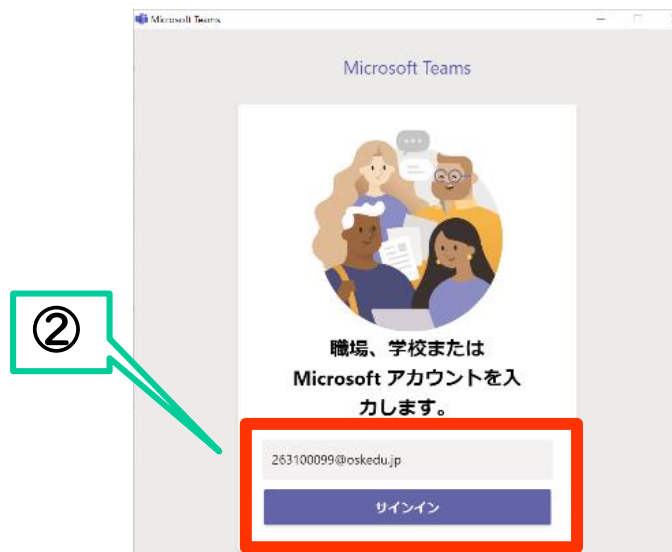 Microsoft Teams
Microsoft Teams
②
職場、学校または
Microsoft アカウントを入
力します。
263100099@oskedu.jp
サインイン